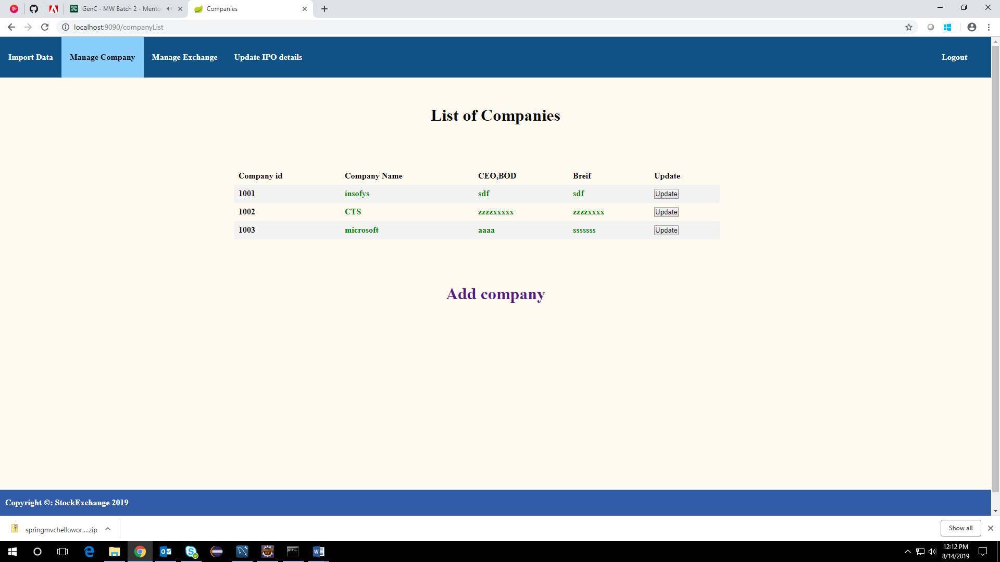 GenC - MW Batch 2 - Mento
Companies
localhost:9090/companyList
Import Data
Manage Company
Manage Exchange
Update IPO details
Logout
List of Companies
Company id Company Name CEO,BOD Breif Update
1001 insofys sdf sdf Update
1002 CTS zzzzxxxxx zzzzxxxx Update
1003 microsoft aaaa sssssss Update
Add company
Copyright ©: StockExchange 2019
springmvchellowor....zip
Show all
12:12 PM
8/14/2019